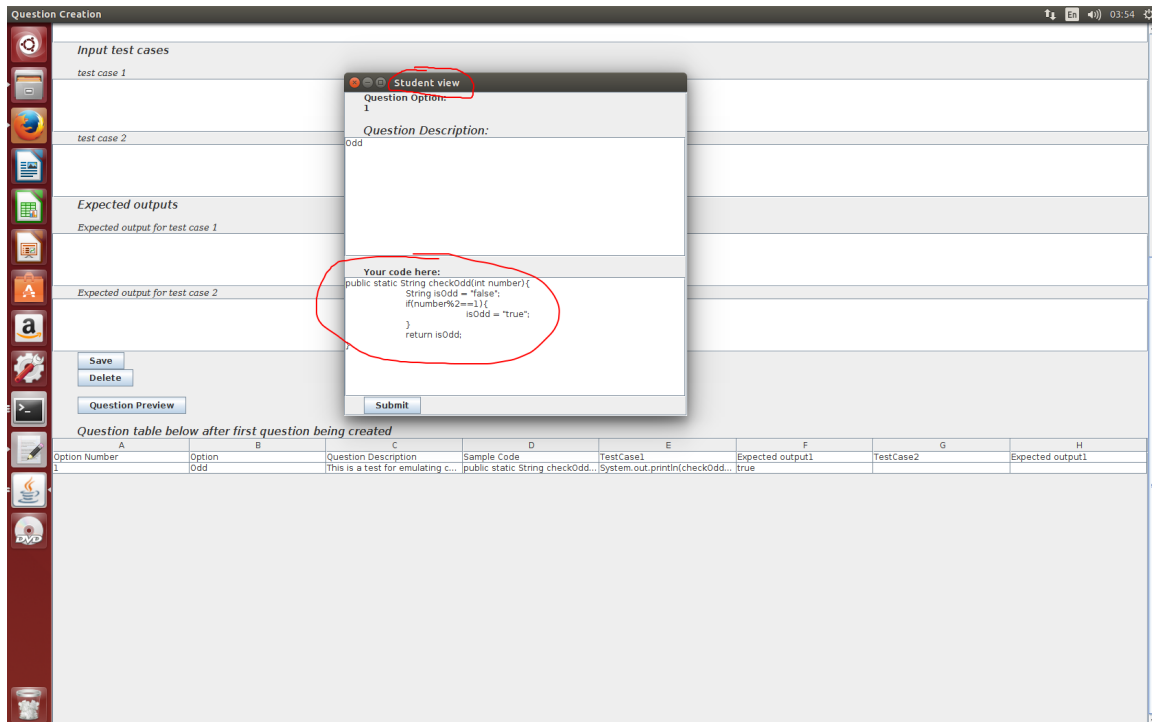 Question Creation
En
03:54
Input test cases
test case 1
test case 2
Expected outputs
Expected output for test case 1
Expected output for test case 2
Save
Delete
Question Preview
Student view
Question Option:
1
Question Description:
Odd
Your code here:
public static String checkOdd(int number){
String isOdd = "false";
if(number%2==1){
isOdd = "true";
}
return isOdd;
}
Submit
Question table below after first question being created
A B C D E F G H
Option Number Option Question Description Sample Code TestCase1 Expected output1 TestCase2 Expected output1
1 Odd This is a test for emulating c... public static String checkOdd... System.out.println(checkOdd... true